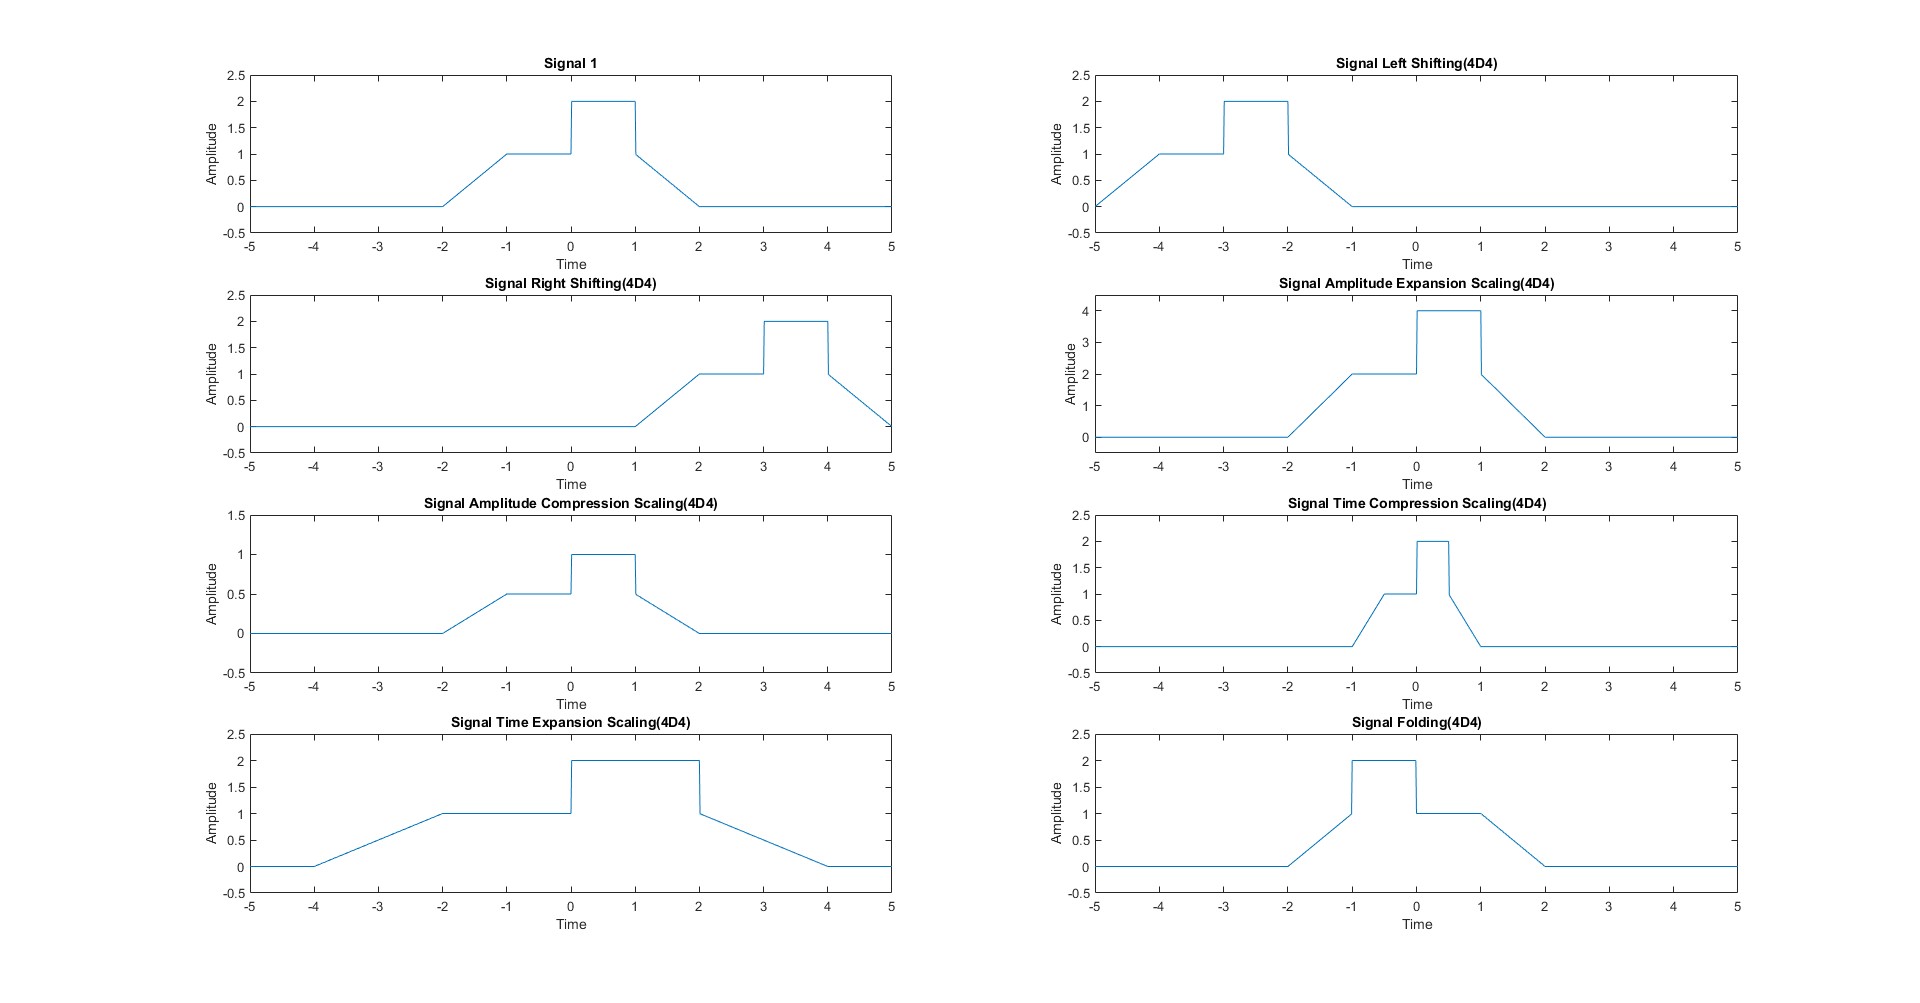 Signal 1
2.5
2
1.5
1
0.5
0
-0.5
Amplitude
-5 -4 -3 -2 -1 0 1 2 3 4 5
Time
Signal Left Shifting(4D4)
2.5
2
1.5
1
0.5
0
-0.5
Amplitude
-5 -4 -3 -2 -1 0 1 2 3 4 5
Time
Signal Right Shifting(4D4)
2.5
2
1.5
1
0.5
0
-0.5
Amplitude
-5 -4 -3 -2 -1 0 1 2 3 4 5
Time
Signal Amplitude Expansion Scaling(4D4)
4
3
2
1
0
Amplitude
-5 -4 -3 -2 -1 0 1 2 3 4 5
Time
Signal Amplitude Compression Scaling(4D4)
1.5
1
0.5
0
-0.5
Amplitude
-5 -4 -3 -2 -1 0 1 2 3 4 5
Time
Signal Time Compression Scaling(4D4)
2.5
2
1.5
1
0.5
0
-0.5
Amplitude
-5 -4 -3 -2 -1 0 1 2 3 4 5
Time
Signal Time Expansion Scaling(4D4)
2.5
2
1.5
1
0.5
0
-0.5
Amplitude
-5 -4 -3 -2 -1 0 1 2 3 4 5
Time
Signal Folding(4D4)
2.5
2
1.5
1
0.5
0
-0.5
Amplitude
-5 -4 -3 -2 -1 0 1 2 3 4 5
Time